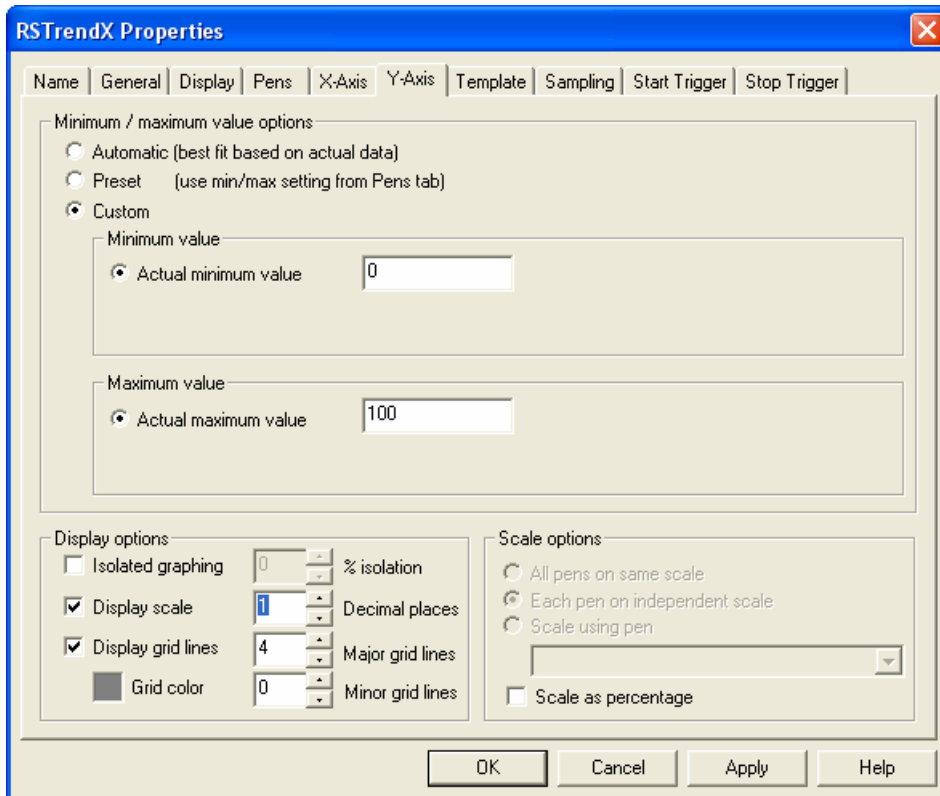 RSTrendX Properties
Name General Display Pens X-Axis Y-Axis Template Sampling Start Trigger Stop Trigger
Minimum / maximum value options
Automatic (best fit based on actual data)
Preset (use min/max setting from Pens tab)
Custom
Minimum value
Actual minimum value 0
Maximum value
Actual maximum value 100
Display options
Isolated graphing 0 % isolation
Display scale 1 Decimal places
Display grid lines 4 Major grid lines
Grid color 0 Minor grid lines
Scale options
All pens on same scale
Each pen on independent scale
Scale using pen
Scale as percentage
OK Cancel Apply Help